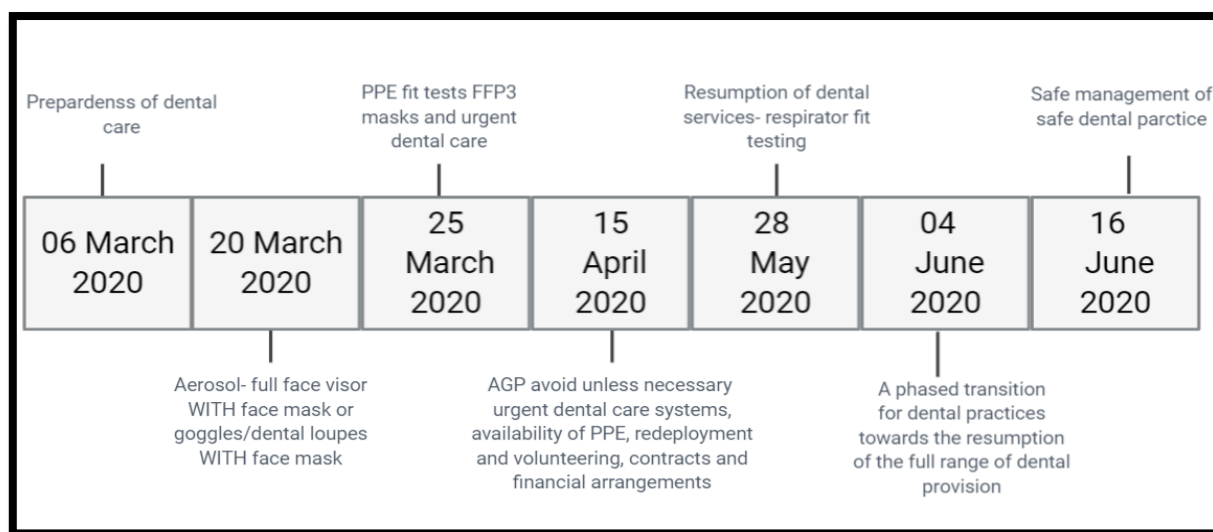 Prepardenss of dental
care
PPE fit tests FFP3
masks and urgent
dental care
Resumption of dental
services- respirator fit
testing
Safe management of
safe dental parctice
06 March
2020
20 March
2020
25
March
2020
15
April
2020
28
May
2020
04
June
2020
16
June
2020
Aerosol- full face visor
WITH face mask or
goggles/dental loupes
WITH face mask
AGP avoid unless necessary
urgent dental care systems,
availability of PPE, redeployment
and volunteering, contracts and
financial arrangements
A phased transition
for dental practices
towards the resumption
of the full range of dental
provision